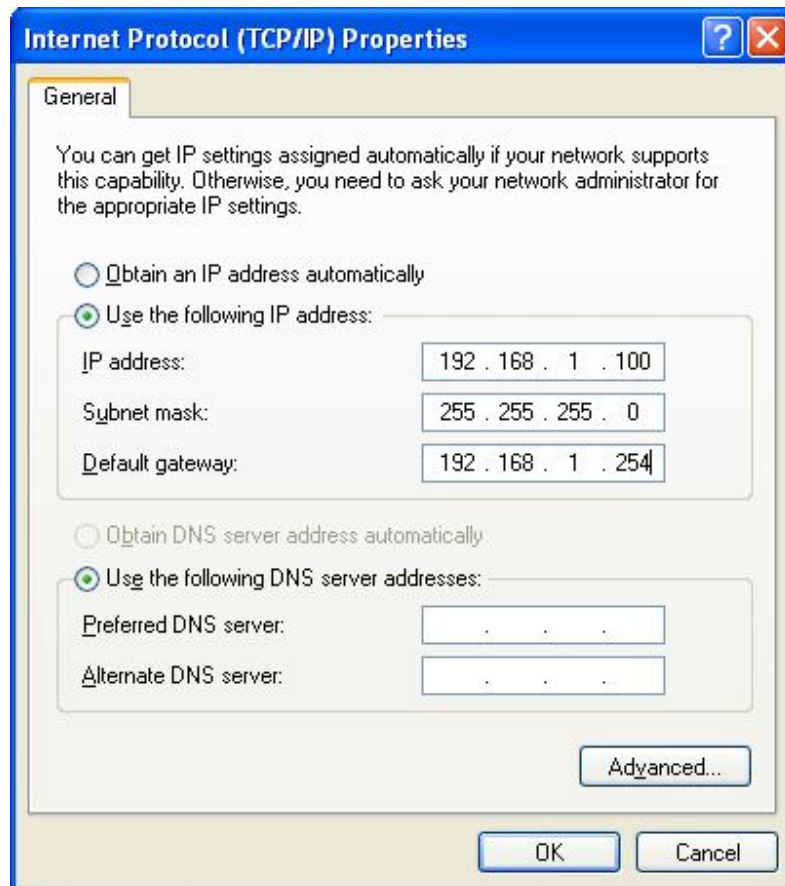 Internet Protocol (TCP/IP) Properties
General
You can get IP settings assigned automatically if your network supports
this capability. Otherwise, you need to ask your network administrator for
the appropriate IP settings.
Obtain an IP address automatically
Use the following IP address:
IP address: 192 . 168 . 1 . 100
Subnet mask: 255 . 255 . 255 . 0
Default gateway: 192 . 168 . 1 . 254
Obtain DNS server address automatically
Use the following DNS server addresses:
Preferred DNS server: . . .
Alternate DNS server: . . .
Advanced...
OK Cancel